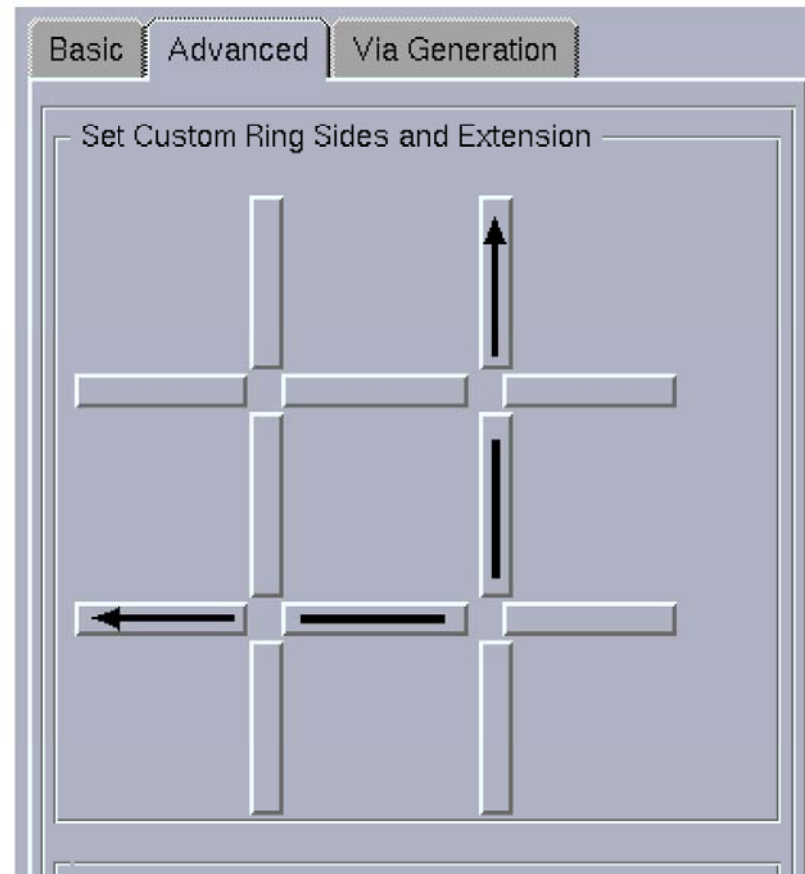 Basic Advanced Via Generation
Set Custom Ring Sides and Extension